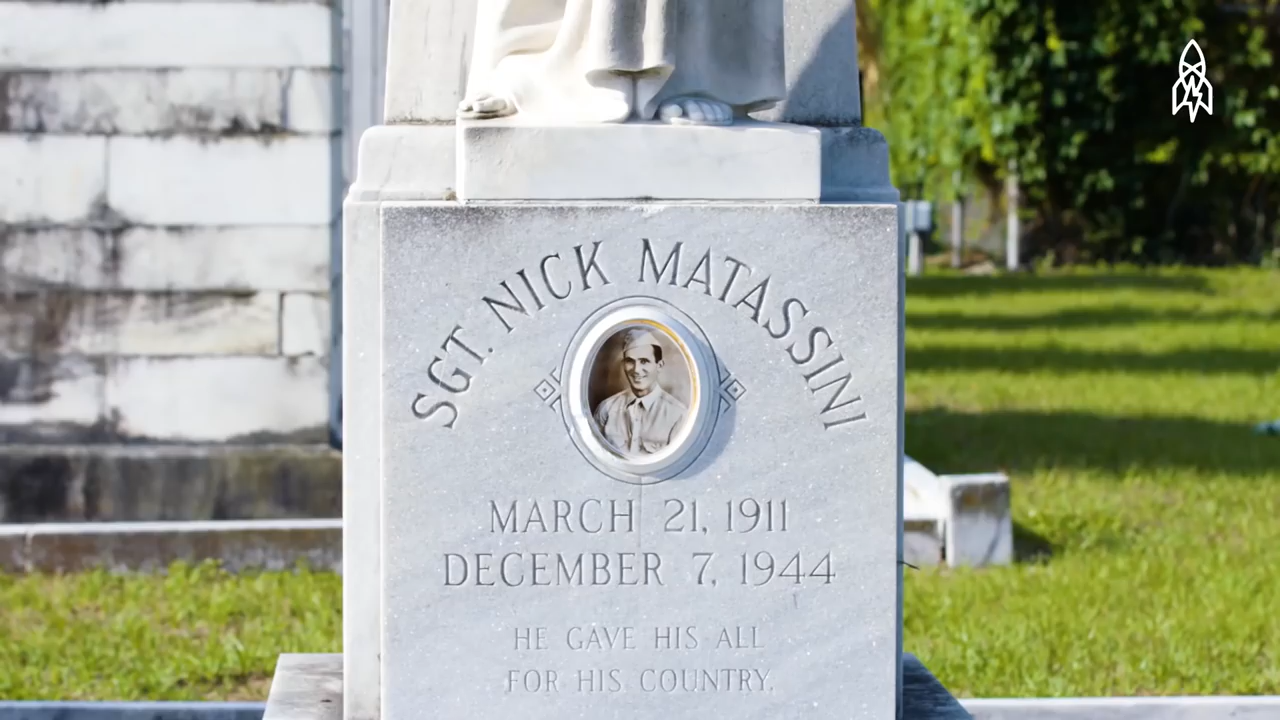 SGT. NICK MATASSINI
MARCH 21, 1911
DECEMBER 7, 1944
HE GAVE HIS ALL
FOR HIS COUNTRY.